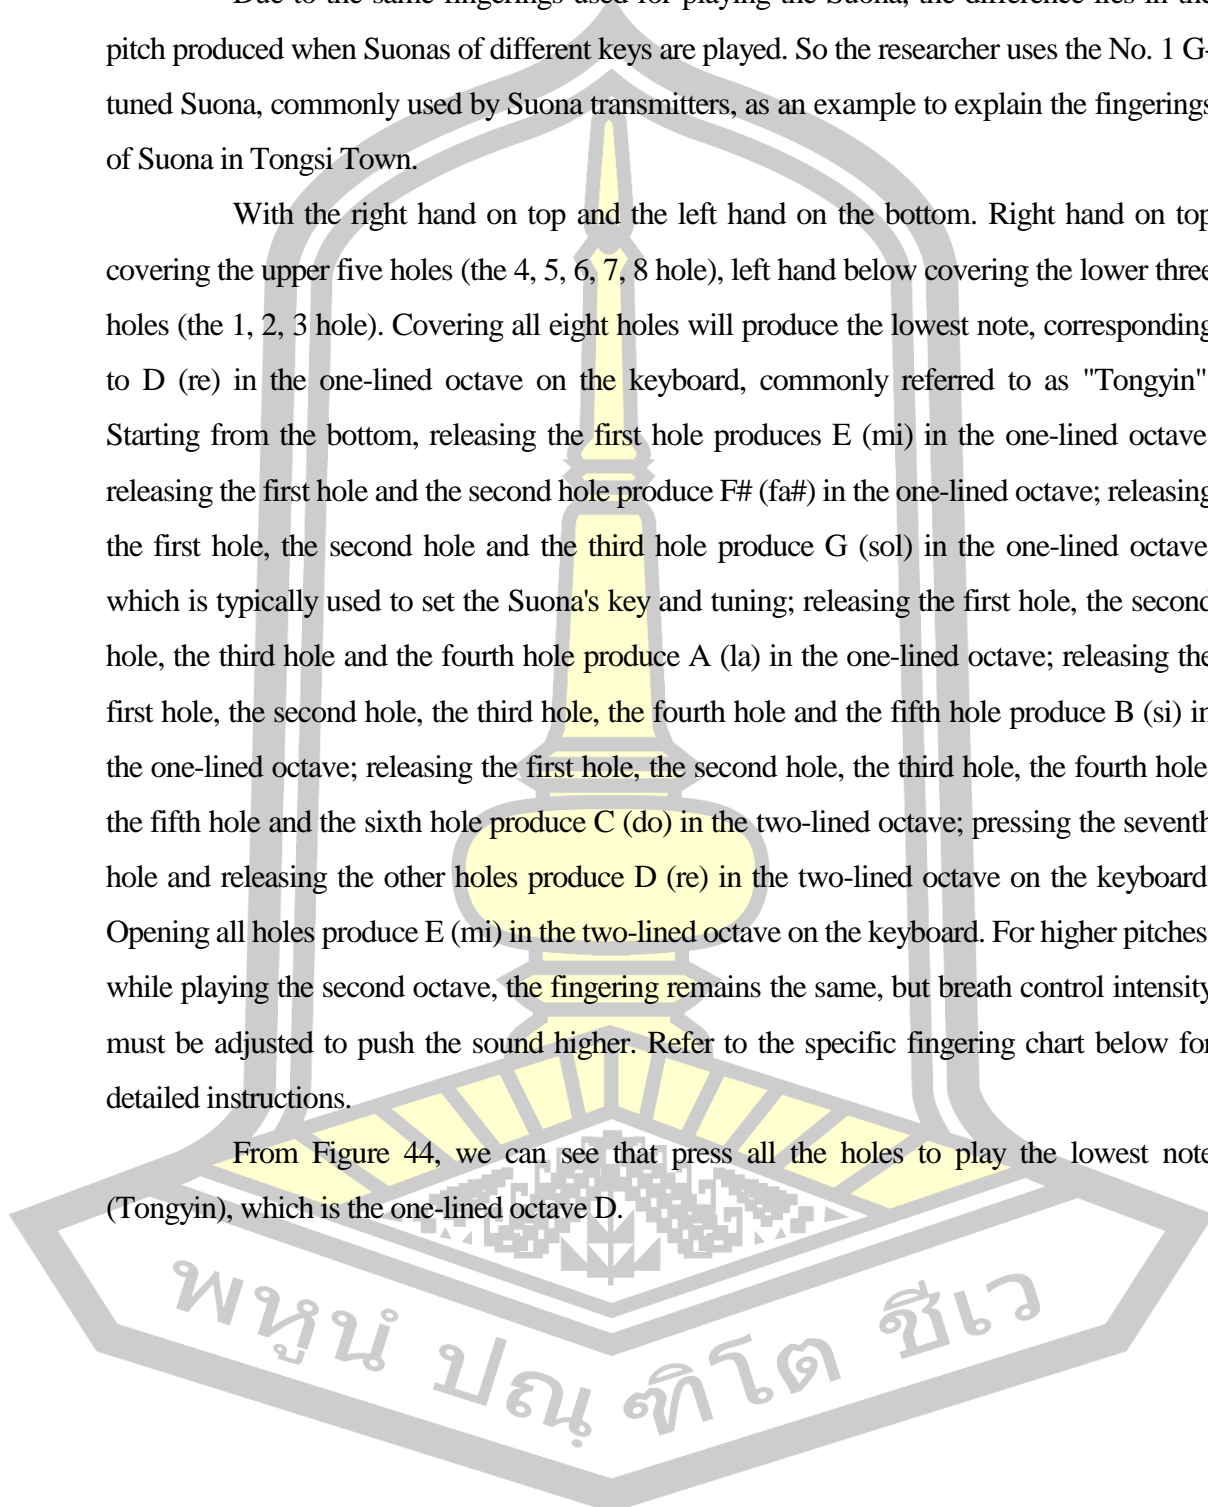 Due to the same fingerings used for playing the Suona, the difference lies in the
pitch produced when Suonas of different keys are played. So the researcher uses the No. 1 G-
tuned Suona, commonly used by Suona transmitters, as an example to explain the fingerings
of Suona in Tongsi Town.
With the right hand on top and the left hand on the bottom. Right hand on top
covering the upper five holes (the 4, 5, 6, 7, 8 hole), left hand below covering the lower three
holes (the 1, 2, 3 hole). Covering all eight holes will produce the lowest note, corresponding
to D (re) in the one-lined octave on the keyboard, commonly referred to as "Tongyin"
Starting from the bottom, releasing the first hole produces E (mi) in the one-lined octave
releasing the first hole and the second hole produce F# (fa#) in the one-lined octave; releasing
the first hole, the second hole and the third hole produce G (sol) in the one-lined octave
which is typically used to set the Suona's key and tuning; releasing the first hole, the second
hole, the third hole and the fourth hole produce A (la) in the one-lined octave; releasing the
first hole, the second hole, the third hole, the fourth hole and the fifth hole produce B (si) in
the one-lined octave; releasing the first hole, the second hole, the third hole, the fourth hole
the fifth hole and the sixth hole produce C (do) in the two-lined octave; pressing the seventh
hole and releasing the other holes produce D (re) in the two-lined octave on the keyboard
Opening all holes produce E (mi) in the two-lined octave on the keyboard. For higher pitches
while playing the second octave, the fingering remains the same, but breath control intensity
must be adjusted to push the sound higher. Refer to the specific fingering chart below for
detailed instructions.
From Figure 44, we can see that press all the holes to play the lowest note
(Tongyin), which is the one-lined octave D.
พหูนํ ปณฺฑิโต ชีเว